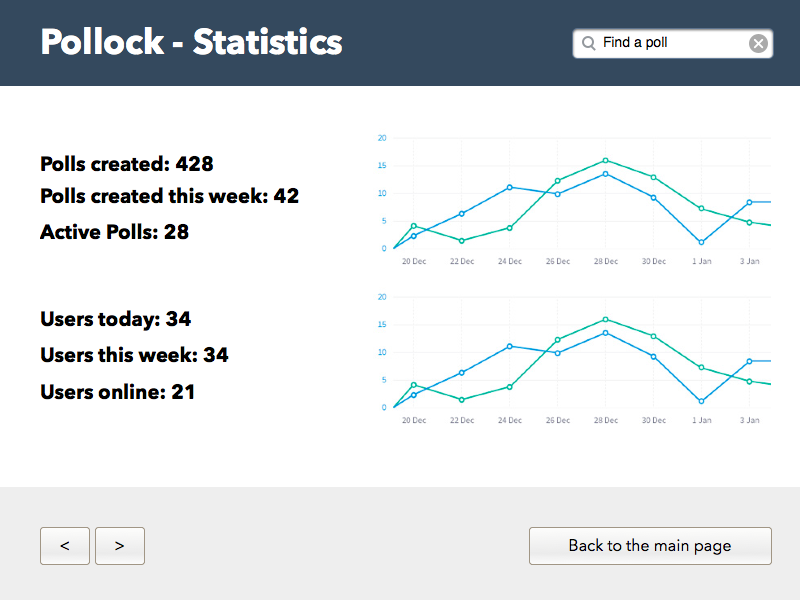 Pollock - Statistics
Find a poll
Polls created: 428
Polls created this week: 42
Active Polls: 28
20
15
10
5
0
20 Dec 22 Dec 24 Dec 26 Dec 28 Dec 30 Dec 1 Jan 3 Jan
Users today: 34
Users this week: 34
Users online: 21
20
15
10
5
0
20 Dec 22 Dec 24 Dec 26 Dec 28 Dec 30 Dec 1 Jan 3 Jan
< >
Back to the main page